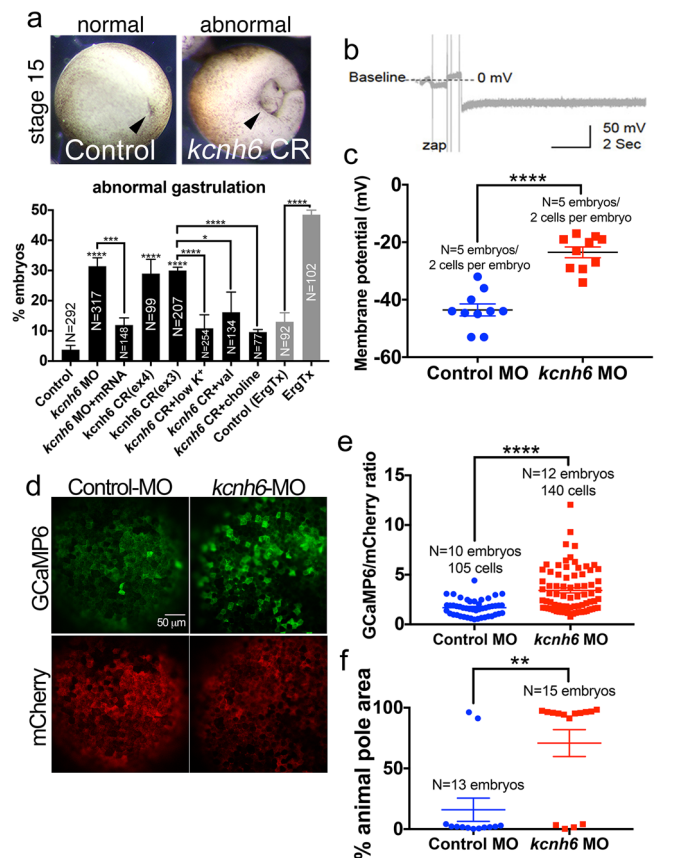 a
normal
abnormal
stage 15
Control
kcnh6 CR
abnormal gastrulation
% embryos
50
40
30
20
10
0
N=292
N=317
N=148
N=99
N=207
N=254
N=134
N=77
N=92
N=102
****
***
****
****
****
*
****
****
Control
kcnh6 MO
kcnh6 MO+mRNA
kcnh6 CR(ex4)
kcnh6 CR(ex3)
kcnh6 CR+low K+
kcnh6 CR+val
kcnh6 CR+choline
Control (ErgTx)
ErgTx
b
Baseline
0 mV
zap
50 mV
2 Sec
c
Membrane potential (mV)
0
-20
-40
-60
****
N=5 embryos/
2 cells per embryo
N=5 embryos/
2 cells per embryo
Control MO
kcnh6 MO
d
Control-MO
kcnh6-MO
GCaMP6
50 µm
mCherry
e
GCaMP6/mCherry ratio
15
10
5
0
****
N=12 embryos
140 cells
N=10 embryos
105 cells
Control MO
kcnh6 MO
f
% animal pole area
100
50
0
**
N=15 embryos
N=13 embryos
Control MO
kcnh6 MO